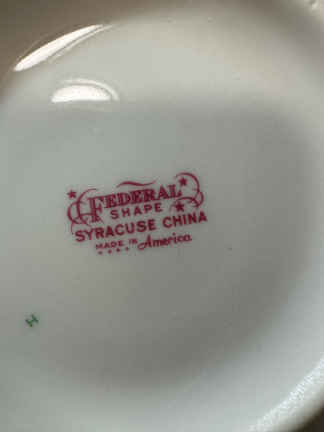 FEDERAL
SHAPE
SYRACUSE CHINA
MADE IN America
H